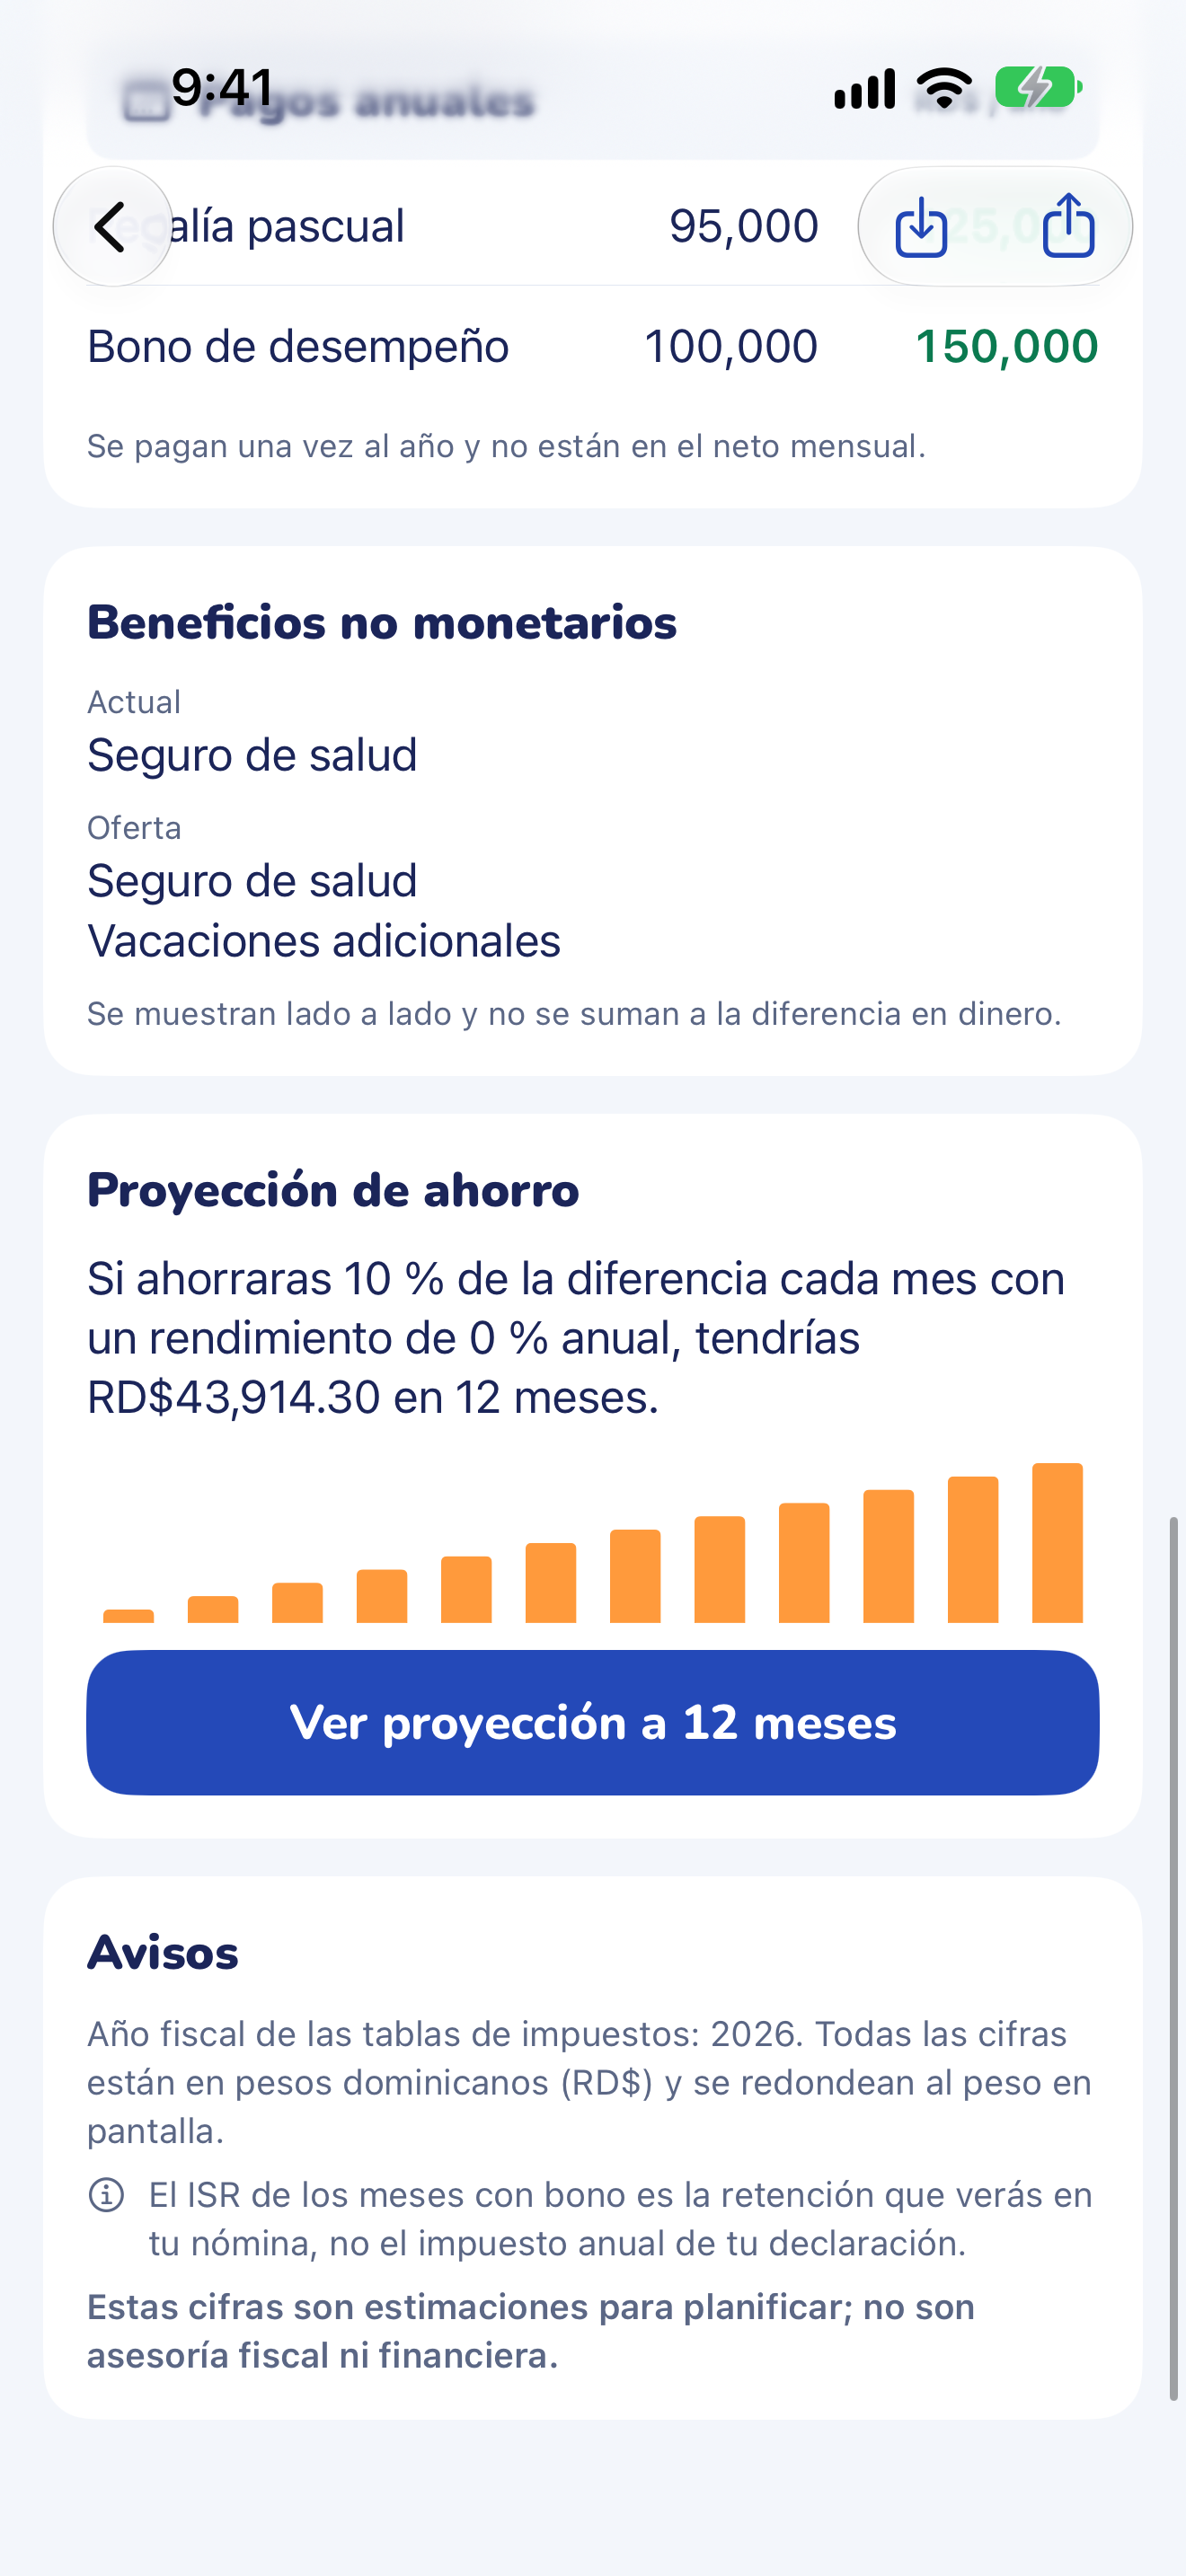 9:41
Pagos anuales
Regalía pascual 95,000 125,000
Bono de desempeño 100,000 150,000
Se pagan una vez al año y no están en el neto mensual.
Beneficios no monetarios
Actual
Seguro de salud
Oferta
Seguro de salud
Vacaciones adicionales
Se muestran lado a lado y no se suman a la diferencia en dinero.
Proyección de ahorro
Si ahorraras 10 % de la diferencia cada mes con
un rendimiento de 0 % anual, tendrías
RD$43,914.30 en 12 meses.
Ver proyección a 12 meses
Avisos
Año fiscal de las tablas de impuestos: 2026. Todas las cifras
están en pesos dominicanos (RD$) y se redondean al peso en
pantalla.
El ISR de los meses con bono es la retención que verás en
tu nómina, no el impuesto anual de tu declaración.
Estas cifras son estimaciones para planificar; no son
asesoría fiscal ni financiera.